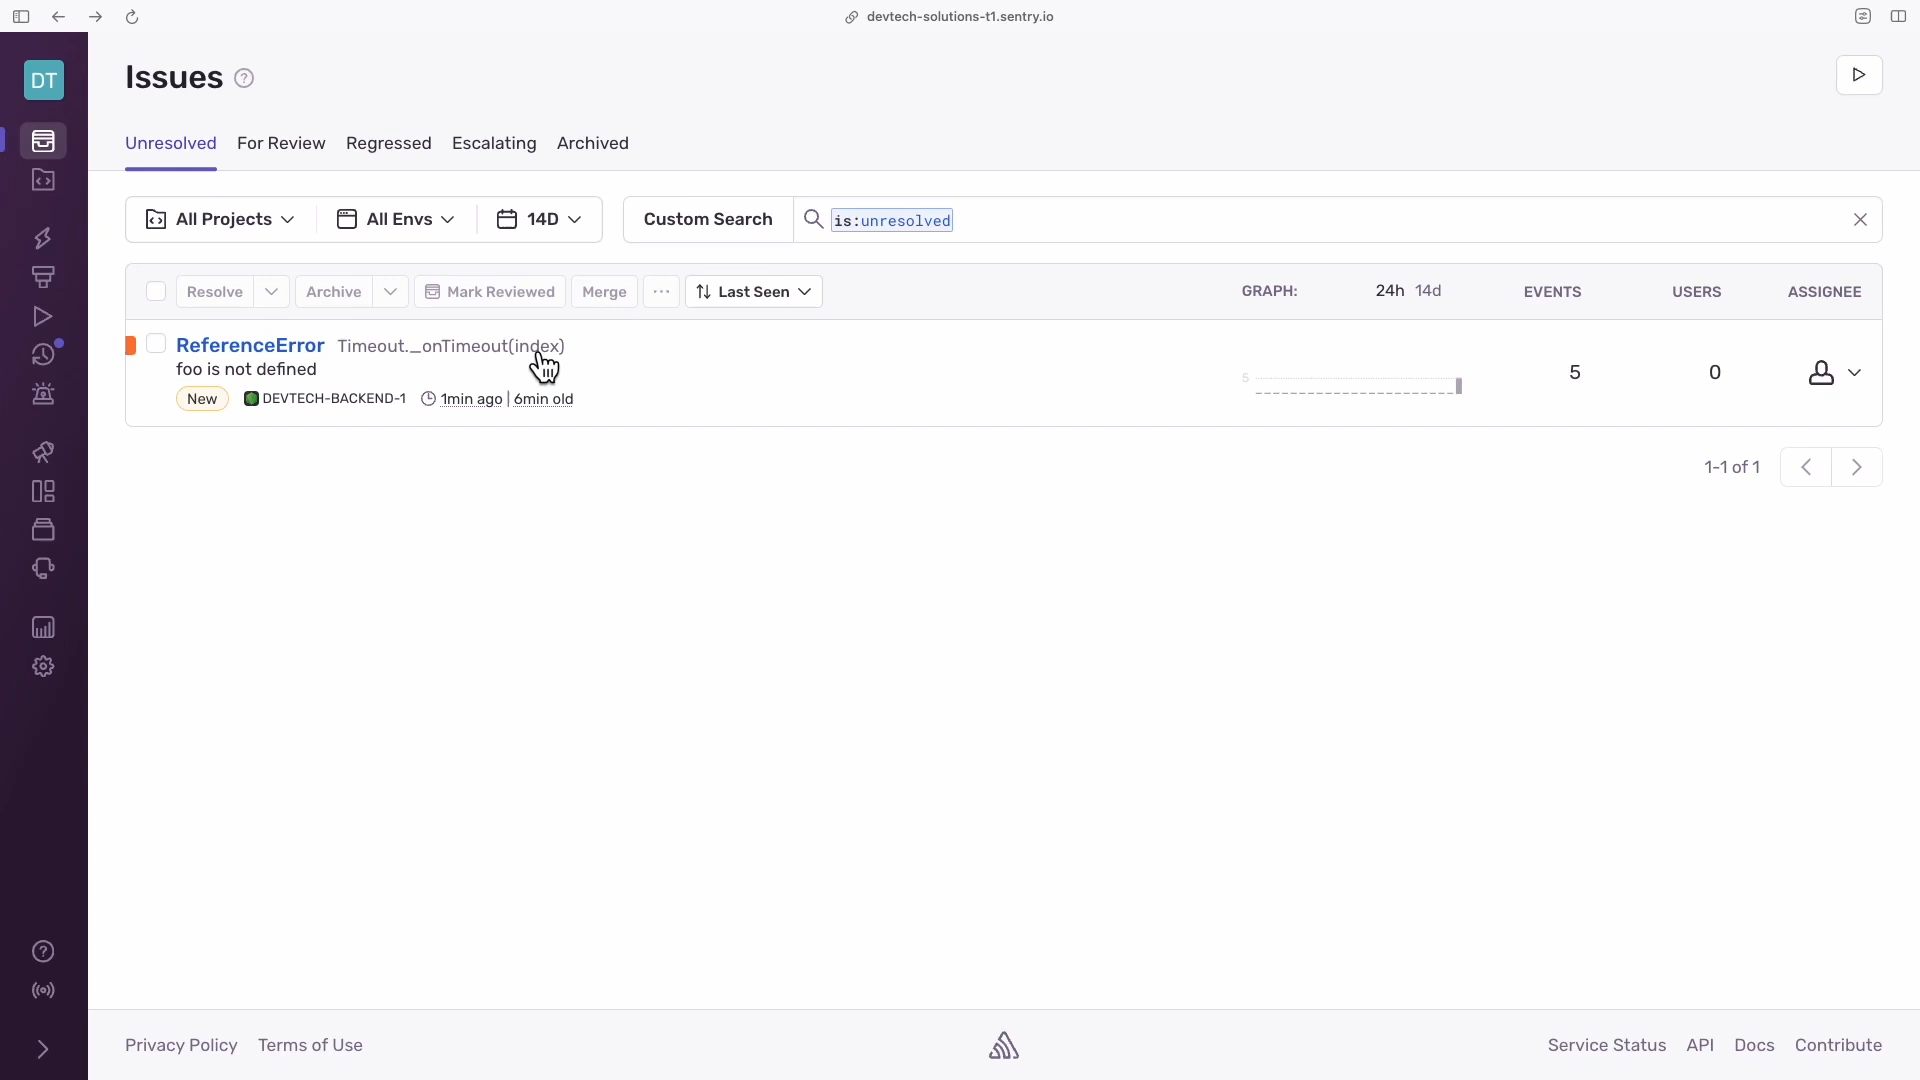 devtech-solutions-t1.sentry.io
DT
Issues ?
Unresolved For Review Regressed Escalating Archived
All Projects All Envs 14D Custom Search is:unresolved
Resolve Archive Mark Reviewed Merge ... Last Seen GRAPH: 24h 14d EVENTS USERS ASSIGNEE
ReferenceError Timeout._onTimeout(index)
foo is not defined
5 5 0
New DEVTECH-BACKEND-1 1min ago | 6min old
1-1 of 1
?
Privacy Policy Terms of Use Service Status API Docs Contribute